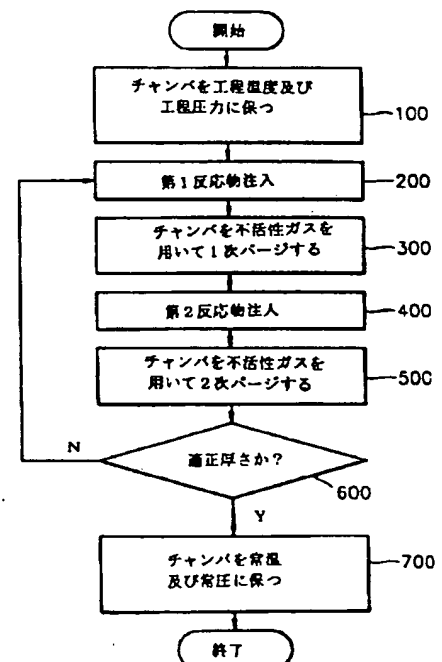 開始
チャンバを工程温度及び
工程圧力に保つ
100
第1反応物注入
200
チャンバを不活性ガスを
用いて1次パージする
300
第2反応物注入
400
チャンバを不活性ガスを
用いて2次パージする
500
適正厚さか?
N
600
Y
チャンバを常温
及び常圧に保つ
700
終了